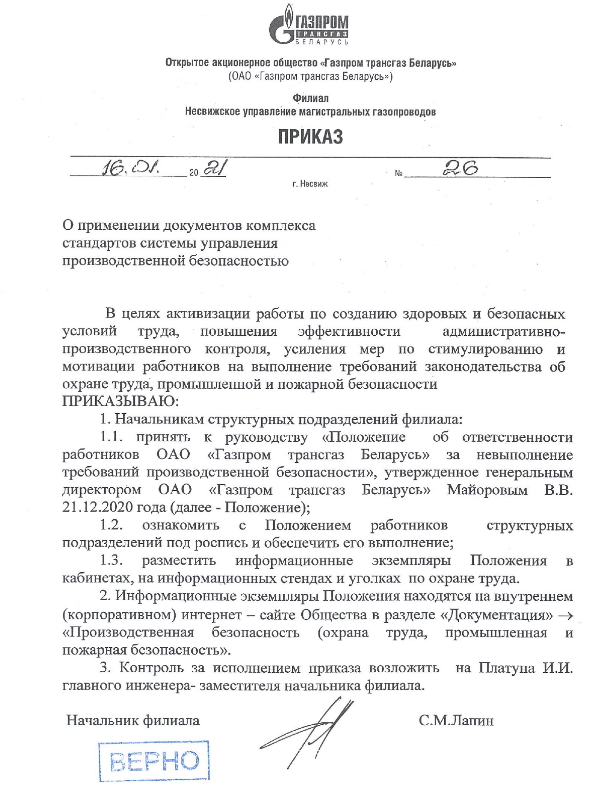 ГАЗПРОМ
ТРАНСГАЗ
БЕЛАРУСЬ
Открытое акционерное общество «Газпром трансгаз Беларусь»
(ОАО «Газпром трансгаз Беларусь»)
Филиал
Несвижское управление магистральных газопроводов
ПРИКАЗ
16.01. 20 21 № 26
г. Несвиж
О применении документов комплекса
стандартов системы управления
производственной безопасностью
В целях активизации работы по созданию здоровых и безопасных
условий труда, повышения эффективности административно-
производственного контроля, усиления мер по стимулированию и
мотивации работников на выполнение требований законодательства об
охране труда, промышленной и пожарной безопасности
ПРИКАЗЫВАЮ:
1. Начальникам структурных подразделений филиала:
1.1. принять к руководству «Положение об ответственности
работников ОАО «Газпром трансгаз Беларусь» за невыполнение
требований производственной безопасности», утвержденное генеральным
директором ОАО «Газпром трансгаз Беларусь» Майоровым В.В.
21.12.2020 года (далее - Положение);
1.2. ознакомить с Положением работников структурных
подразделений под роспись и обеспечить его выполнение;
1.3. разместить информационные экземпляры Положения в
кабинетах, на информационных стендах и уголках по охране труда.
2. Информационные экземпляры Положения находятся на внутреннем
(корпоративном) интернет – сайте Общества в разделе «Документация» →
«Производственная безопасность (охрана труда, промышленная и
пожарная безопасность».
3. Контроль за исполнением приказа возложить на Платуна И.И.
главного инженера- заместителя начальника филиала.
Начальник филиала С.М.Лапин
ВЕРНО